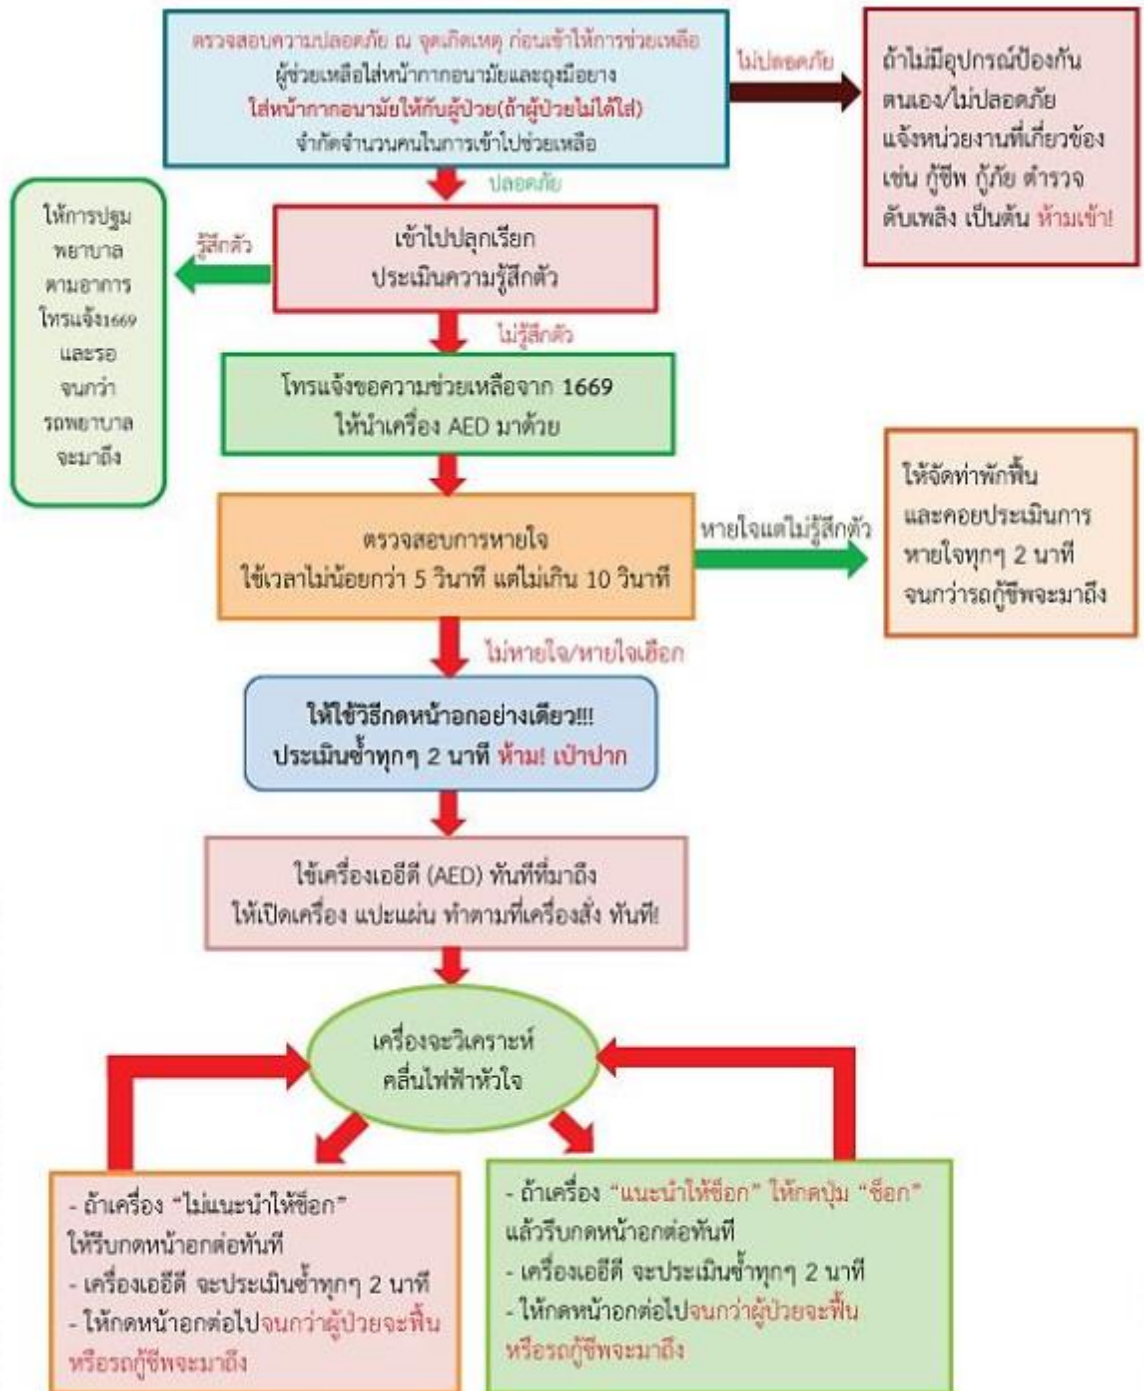 ตรวจสอบความปลอดภัย ณ จุดเกิดเหตุ ก่อนเข้าให้การช่วยเหลือ
ผู้ช่วยเหลือใส่หน้ากากอนามัยและถุงมือยาง
ใส่หน้ากากอนามัยให้กับผู้ป่วย(ถ้าผู้ป่วยไม่ได้ใส่)
จำกัดจำนวนคนในการเข้าไปช่วยเหลือ
ไม่ปลอดภัย
ถ้าไม่มีอุปกรณ์ป้องกัน
ตนเอง/ไม่ปลอดภัย
แจ้งหน่วยงานที่เกี่ยวข้อง
เช่น กู้ชีพ กู้ภัย ตำรวจ
ดับเพลิง เป็นต้น ห้ามเข้า!
ปลอดภัย
เข้าไปปลุกเรียก
ประเมินความรู้สึกตัว
รู้สึกตัว
ให้การปฐม
พยาบาล
ตามอาการ
โทรแจ้ง1669
และรอ
จนกว่า
รถพยาบาล
จะมาถึง
ไม่รู้สึกตัว
โทรแจ้งขอความช่วยเหลือจาก 1669
ให้นำเครื่อง AED มาด้วย
ตรวจสอบการหายใจ
ใช้เวลาไม่น้อยกว่า 5 วินาที แต่ไม่เกิน 10 วินาที
หายใจแต่ไม่รู้สึกตัว
ให้จัดท่าพักฟื้น
และคอยประเมินการ
หายใจทุกๆ 2 นาที
จนกว่ารถกู้ชีพจะมาถึง
ไม่หายใจ/หายใจเฮือก
ให้ใช้วิธีกดหน้าอกอย่างเดียว!!!
ประเมินซ้ำทุกๆ 2 นาที ห้าม! เป่าปาก
ใช้เครื่องเออีดี (AED) ทันทีที่มาถึง
ให้เปิดเครื่อง แปะแผ่น ทำตามที่เครื่องสั่ง ทันที!
เครื่องจะวิเคราะห์
คลื่นไฟฟ้าหัวใจ
- ถ้าเครื่อง “ไม่แนะนำให้ช็อก”
ให้รีบกดหน้าอกต่อทันที
- เครื่องเออีดี จะประเมินซ้ำทุกๆ 2 นาที
- ให้กดหน้าอกต่อไปจนกว่าผู้ป่วยจะฟื้น
หรือรถกู้ชีพจะมาถึง
- ถ้าเครื่อง “แนะนำให้ช็อก” ให้กดปุ่ม “ช็อก”
แล้วรีบกดหน้าอกต่อทันที
- เครื่องเออีดี จะประเมินซ้ำทุกๆ 2 นาที
- ให้กดหน้าอกต่อไปจนกว่าผู้ป่วยจะฟื้น
หรือรถกู้ชีพจะมาถึง